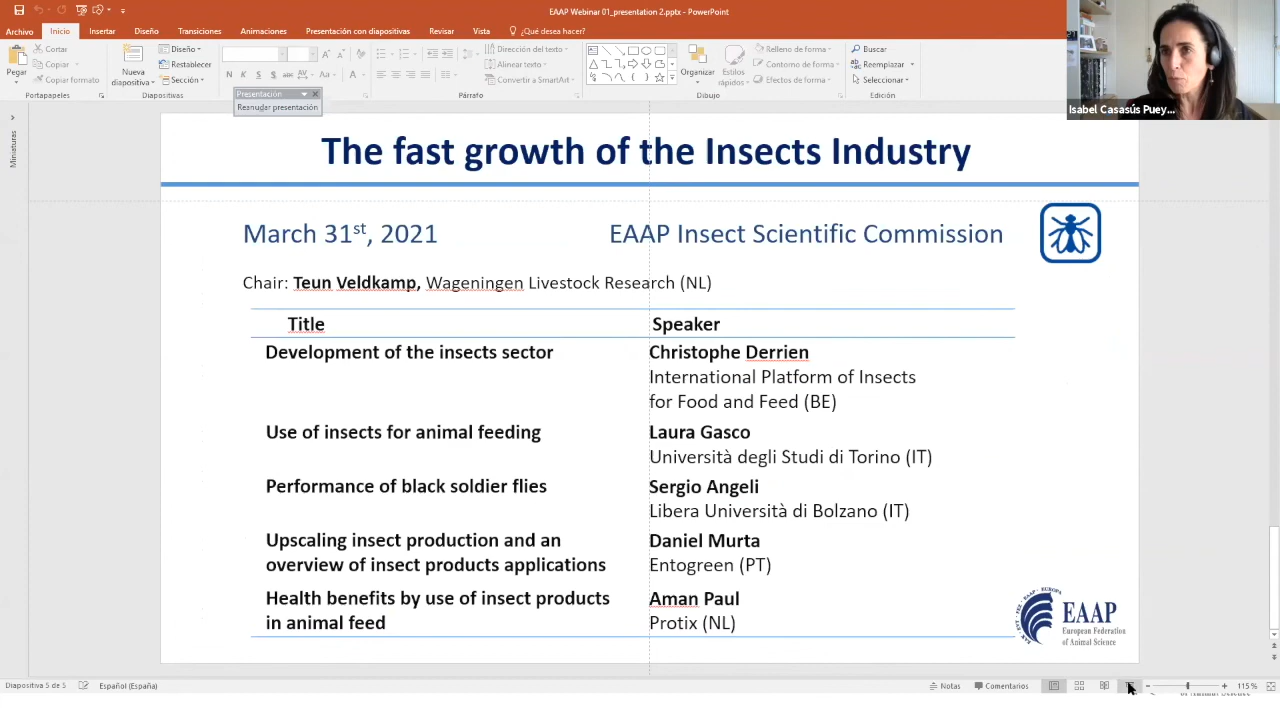 EAAP Webinar 01_presentation 2.pptx - PowerPoint
Archivo Inicio Insertar Diseño Transiciones Animaciones Presentación con diapositivas Revisar Vista ¿Qué desea hacer?
Pegar
Cortar
Copiar
Copiar formato
Portapapeles
Nueva
diapositiva
Diseño
Restablecer
Sección
Diapositivas
N K S S abc AV Aa A
Presentación
Reanudar presentación
Dirección del texto
Alinear texto
Convertir a SmartArt
Párrafo
Organizar
Estilos
rápidos
Relleno de forma
Contorno de forma
Efectos de forma
Dibujo
Buscar
Reemplazar
Seleccionar
Edición
Isabel Casasús Puey...
Miniaturas
The fast growth of the Insects Industry
March 31st, 2021 EAAP Insect Scientific Commission
Chair: Teun Veldkamp, Wageningen Livestock Research (NL)
Title Speaker
Development of the insects sector Christophe Derrien
International Platform of Insects
for Food and Feed (BE)
Use of insects for animal feeding Laura Gasco
Università degli Studi di Torino (IT)
Performance of black soldier flies Sergio Angeli
Libera Università di Bolzano (IT)
Upscaling insect production and an Daniel Murta
overview of insect products applications Entogreen (PT)
Health benefits by use of insect products Aman Paul
in animal feed Protix (NL)
EAAP
European Federation
of Animal Science
Diapositiva 5 de 5 Español (España) Notas Comentarios 115 %